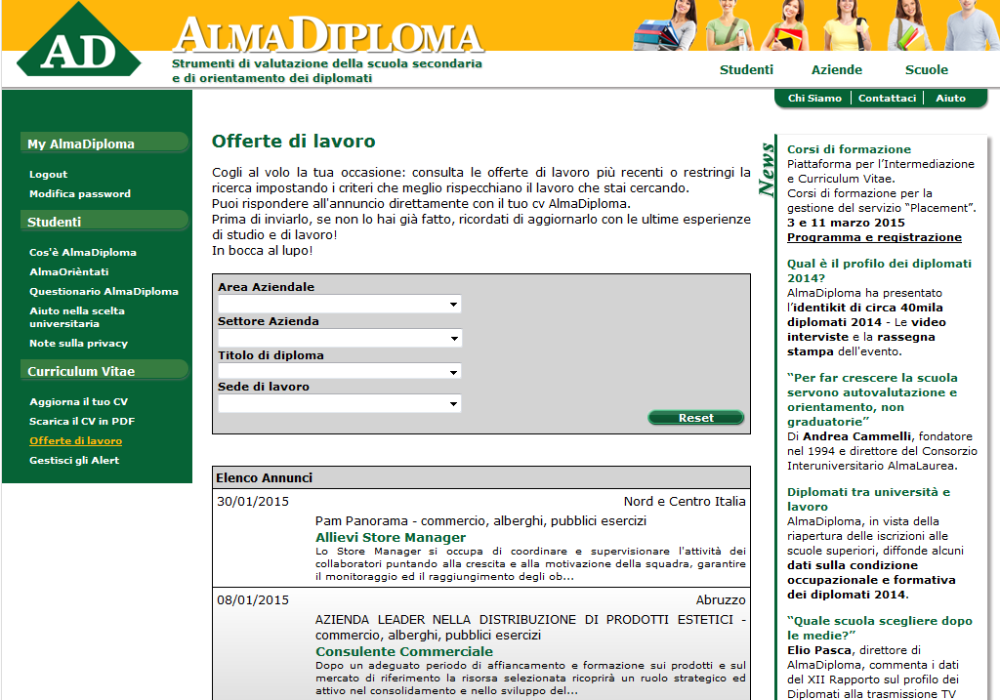 AD
ALMADIPLOMA
Strumenti di valutazione della scuola secondaria
e di orientamento dei diplomati
Studenti Aziende Scuole
Chi Siamo Contattaci Aiuto
My AlmaDiploma
Logout
Modifica password
Studenti
Cos'è AlmaDiploma
AlmaOrièntati
Questionario AlmaDiploma
Aiuto nella scelta
universitaria
Note sulla privacy
Curriculum Vitae
Aggiorna il tuo CV
Scarica il CV in PDF
Offerte di lavoro
Gestisci gli Alert
Offerte di lavoro
Cogli al volo la tua occasione: consulta le offerte di lavoro più recenti o restringi la
ricerca impostando i criteri che meglio rispecchiano il lavoro che stai cercando.
Puoi rispondere all'annuncio direttamente con il tuo cv AlmaDiploma.
Prima di inviarlo, se non lo hai già fatto, ricordati di aggiornarlo con le ultime esperienze
di studio e di lavoro!
In bocca al lupo!
Area Aziendale
Settore Azienda
Titolo di diploma
Sede di lavoro
Reset
Elenco Annunci
30/01/2015 Nord e Centro Italia
Pam Panorama - commercio, alberghi, pubblici esercizi
Allievi Store Manager
Lo Store Manager si occupa di coordinare e supervisionare l'attività dei
collaboratori puntando alla crescita e alla motivazione della squadra, garantire
il monitoraggio ed il raggiungimento degli ob...
08/01/2015 Abruzzo
AZIENDA LEADER NELLA DISTRIBUZIONE DI PRODOTTI ESTETICI -
commercio, alberghi, pubblici esercizi
Consulente Commerciale
Dopo un adeguato periodo di affiancamento e formazione sui prodotti e sul
mercato di riferimento la risorsa selezionata ricoprirà un ruolo strategico ed
attivo nel consolidamento e nello sviluppo del...
News
Corsi di formazione
Piattaforma per l’Intermediazione
e Curriculum Vitae.
Corsi di formazione per la
gestione del servizio “Placement”.
3 e 11 marzo 2015
Programma e registrazione
Qual è il profilo dei diplomati
2014?
AlmaDiploma ha presentato
l’identikit di circa 40mila
diplomati 2014 - Le video
interviste e la rassegna
stampa dell'evento.
“Per far crescere la scuola
servono autovalutazione e
orientamento, non
graduatorie”
Di Andrea Cammelli, fondatore
nel 1994 e direttore del Consorzio
Interuniversitario AlmaLaurea.
Diplomati tra università e
lavoro
AlmaDiploma, in vista della
riapertura delle iscrizioni alle
scuole superiori, diffonde alcuni
dati sulla condizione
occupazionale e formativa
dei diplomati 2014.
“Quale scuola scegliere dopo
le medie?”
Elio Pasca, direttore di
AlmaDiploma, commenta i dati
del XII Rapporto sul profilo dei
Diplomati alla trasmissione TV